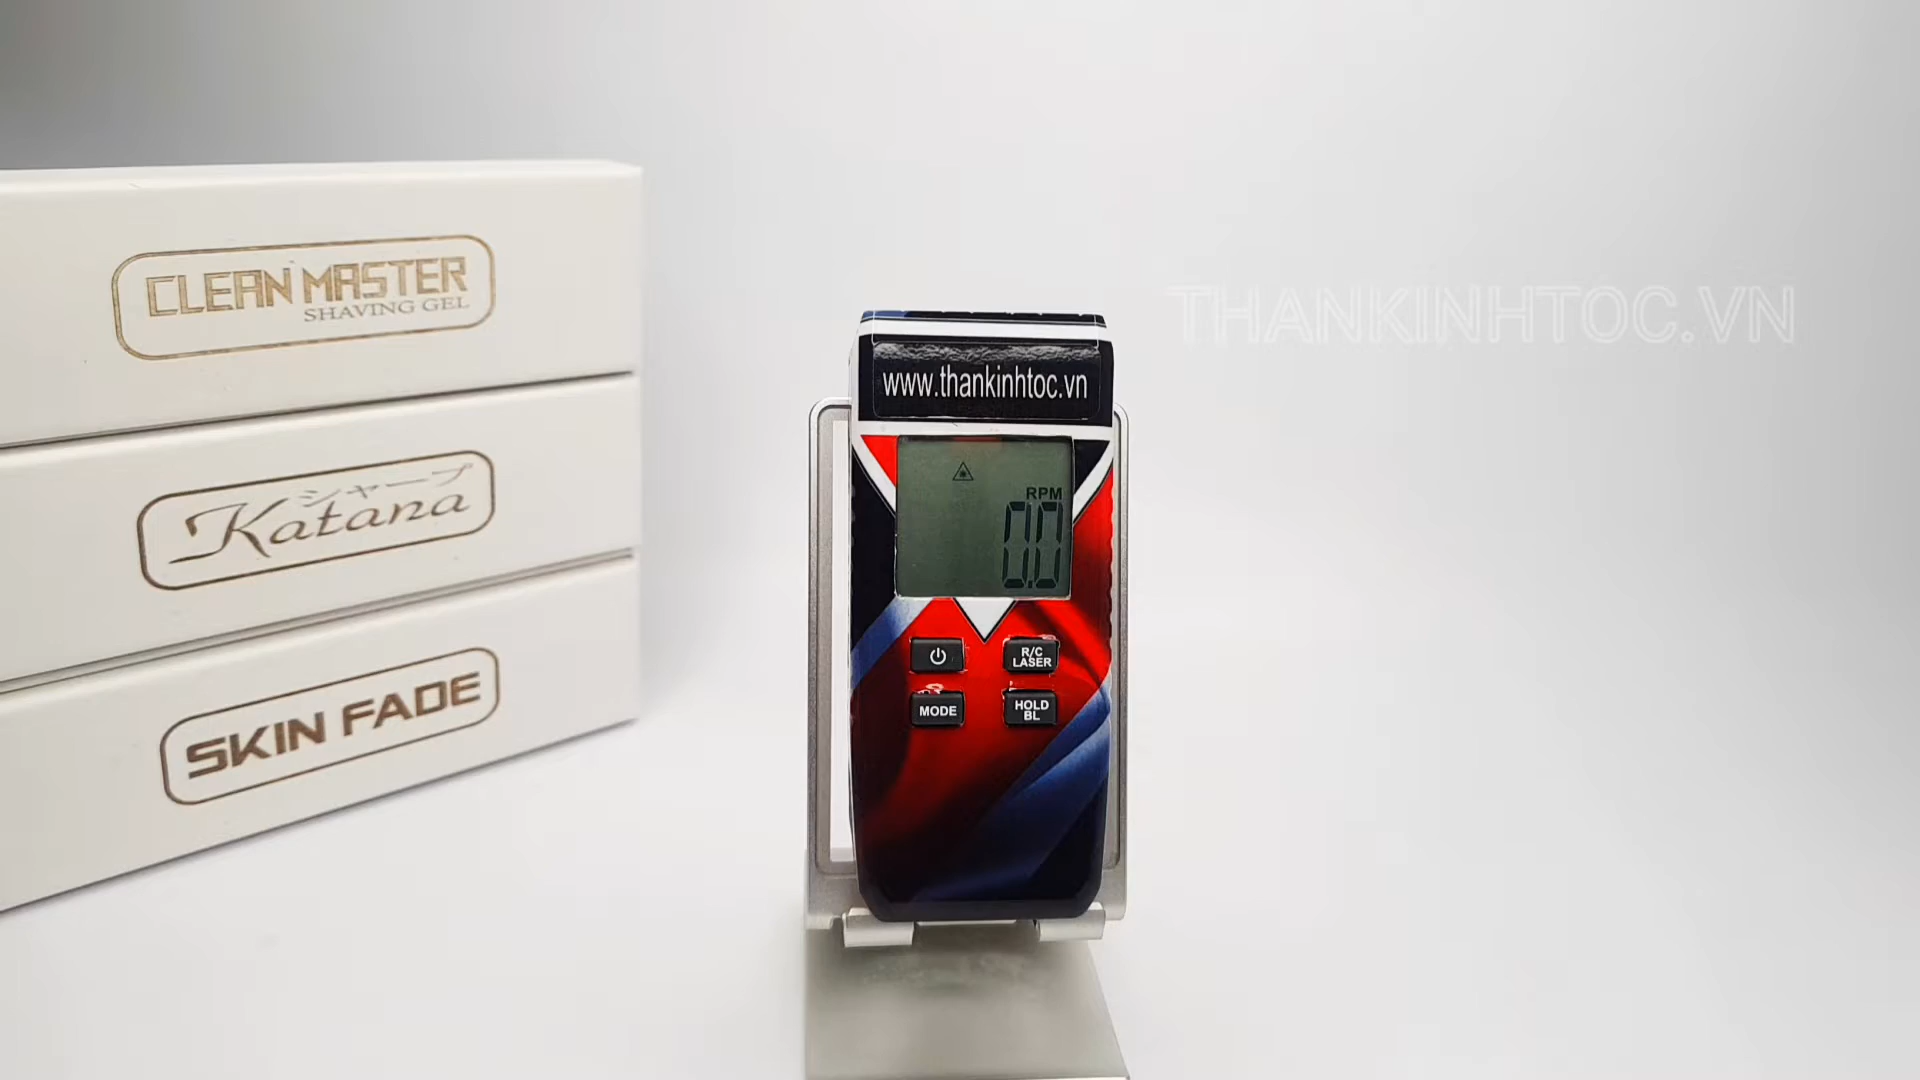 CLEAN MASTER
SHAVING GEL
シャープ
Katana
SKIN FADE
THANKINHTOC.VN
www.thankinhtoc.vn
RPM
0.0
R/C
LASER
MODE
HOLD
BL